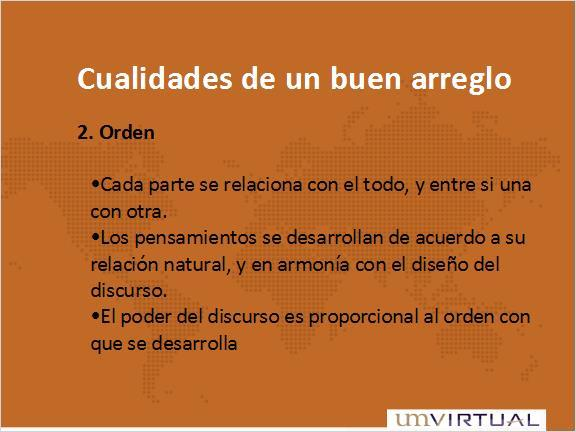 Cualidades de un buen arreglo
2. Orden
•Cada parte se relaciona con el todo, y entre si una
con otra.
•Los pensamientos se desarrollan de acuerdo a su
relación natural, y en armonía con el diseño del
discurso.
•El poder del discurso es proporcional al orden con
que se desarrolla
UMVIRTUAL